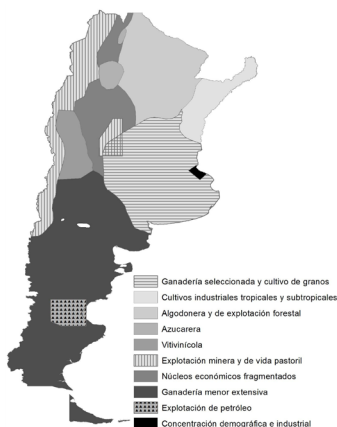 Ganadería seleccionada y cultivo de granos
Cultivos industriales tropicales y subtropicales
Algodonera y de explotación forestal
Azucarera
Vitivinícola
Explotación minera y de vida pastoril
Núcleos económicos fragmentados
Ganadería menor extensiva
Explotación de petróleo
Concentración demográfica e industrial